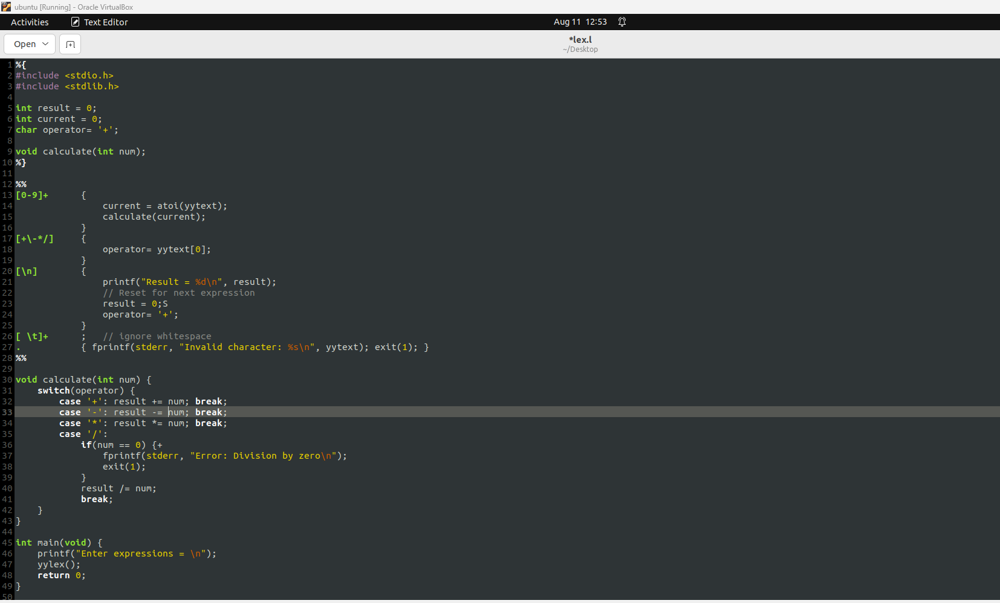 ubuntu [Running] - Oracle VirtualBox
Activities Text Editor Aug 11 12:53
Open *lex.l
~/Desktop
1 %{
2 #include <stdio.h>
3 #include <stdlib.h>
4
5 int result = 0;
6 int current = 0;
7 char operator= '+';
8
9 void calculate(int num);
10 %}
11
12 %%
13 [0-9]+      {
14                 current = atoi(yytext);
15                 calculate(current);
16             }
17 [+\-*/]     {
18                 operator= yytext[0];
19             }
20 [\n]        {
21                 printf("Result = %d\n", result);
22                 // Reset for next expression
23                 result = 0;S
24                 operator= '+';
25             }
26 [ \t]+      ;   // ignore whitespace
27 .           { fprintf(stderr, "Invalid character: %s\n", yytext); exit(1); }
28 %%
29
30 void calculate(int num) {
31     switch(operator) {
32         case '+': result += num; break;
33         case '-': result -= num; break;
34         case '*': result *= num; break;
35         case '/':
36             if(num == 0) {+
37                 fprintf(stderr, "Error: Division by zero\n");
38                 exit(1);
39             }
40             result /= num;
41             break;
42     }
43 }
44
45 int main(void) {
46     printf("Enter expressions = \n");
47     yylex();
48     return 0;
49 }
50